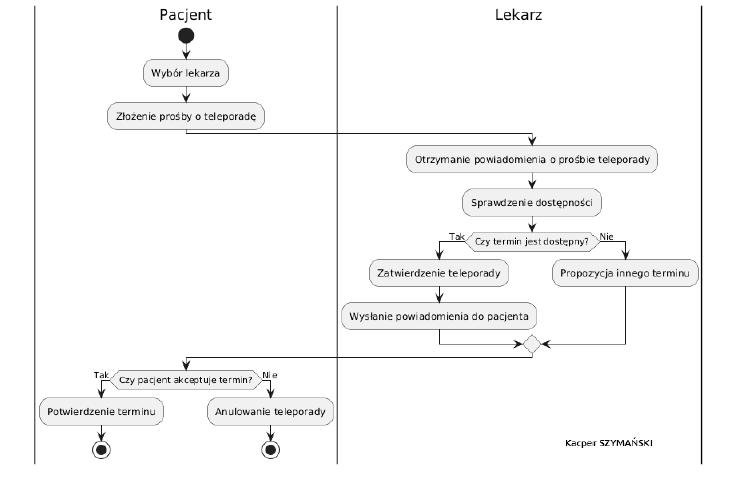 Pacjent
Lekarz
Wybór lekarza
Złożenie prośby o teleporadę
Otrzymanie powiadomienia o prośbie teleporady
Sprawdzenie dostępności
Tak
Czy termin jest dostępny?
Nie
Zatwierdzenie teleporady
Propozycja innego terminu
Wysłanie powiadomienia do pacjenta
Tak
Czy pacjent akceptuje termin?
Nie
Potwierdzenie terminu
Anulowanie teleporady
Kacper SZYMAŃSKI